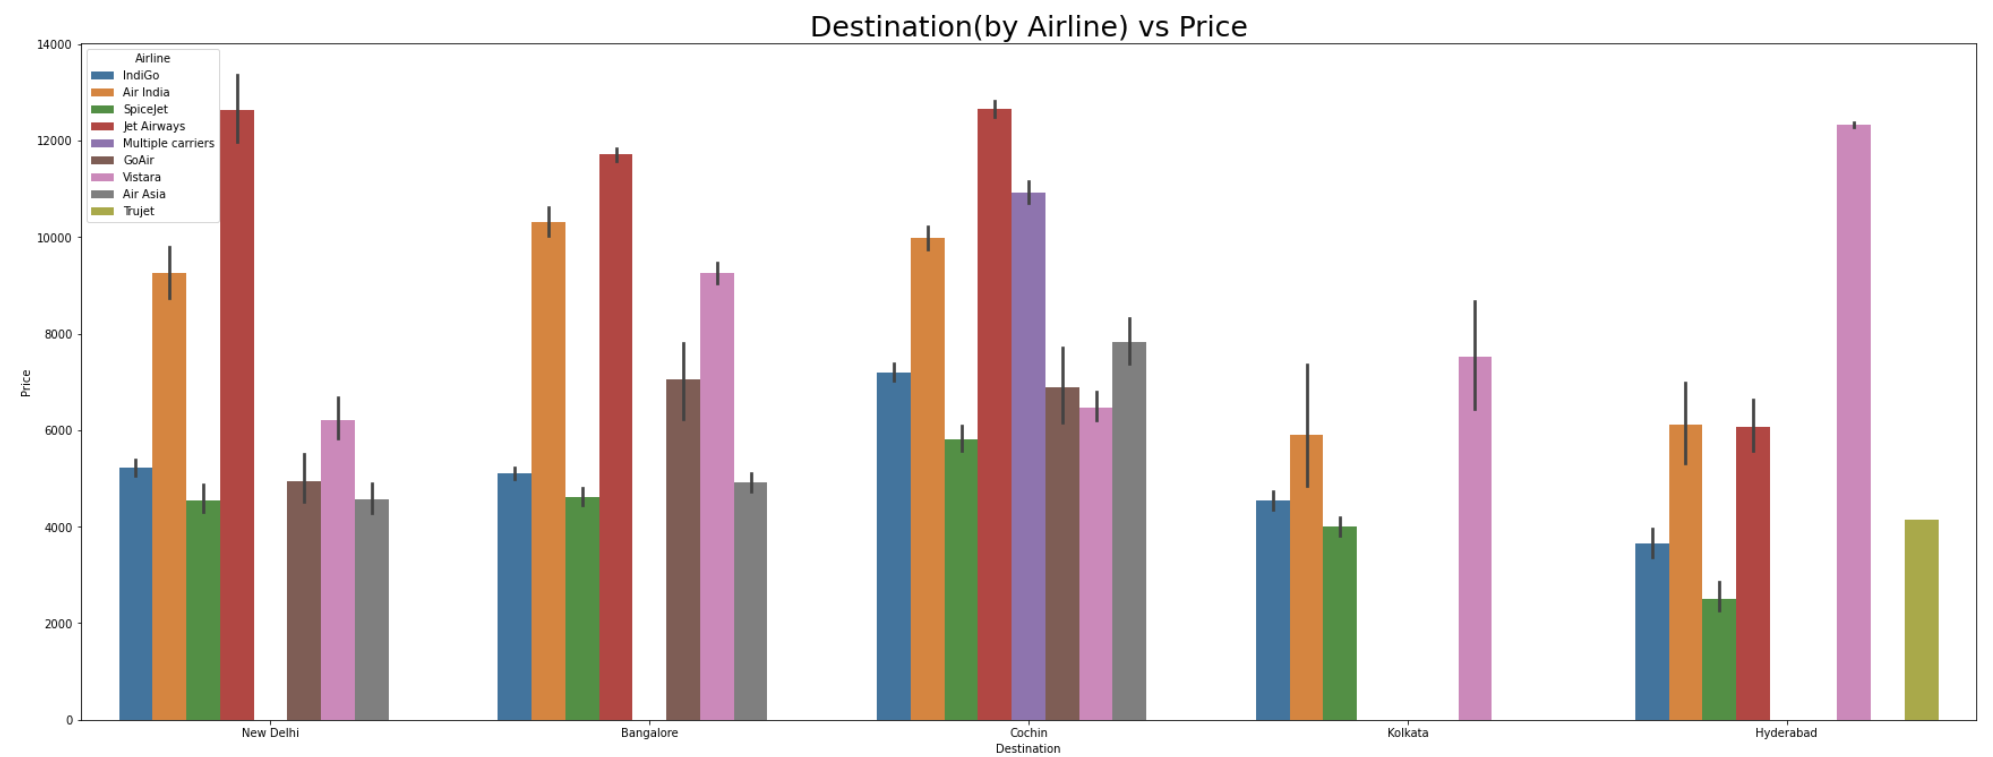 Destination(by Airline) vs Price
Airline
IndiGo
Air India
SpiceJet
Jet Airways
Multiple carriers
GoAir
Vistara
Air Asia
Trujet
14000
12000
10000
8000
6000
4000
2000
0
Price
New Delhi
Bangalore
Cochin
Kolkata
Hyderabad
Destination